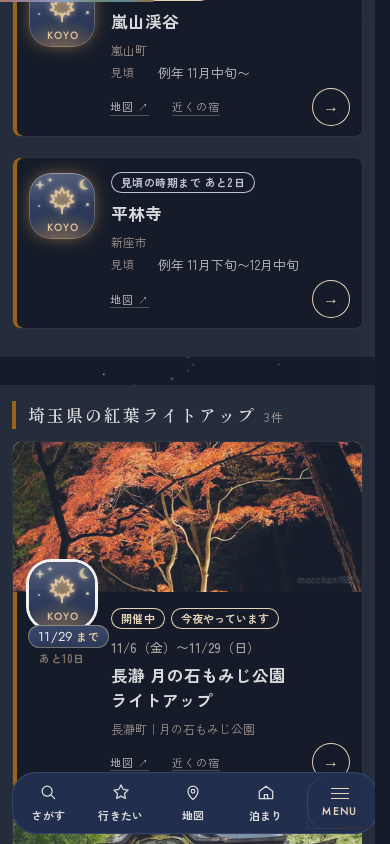 KOYO
嵐山渓谷
嵐山町
見頃 例年 11月中旬〜
地図 ↗ 近くの宿
→
見頃の時期まで あと2日
KOYO
平林寺
新座市
見頃 例年 11月下旬〜12月中旬
地図 ↗
→
埼玉県の紅葉ライトアップ 3件
KOYO
11/29 まで
あと10日
開催中 今夜やっています
11/6（金）〜11/29（日）
長瀞 月の石もみじ公園
ライトアップ
長瀞町｜月の石もみじ公園
地図 ↗ 近くの宿
→
さがす 行きたい 地図 泊まり MENU